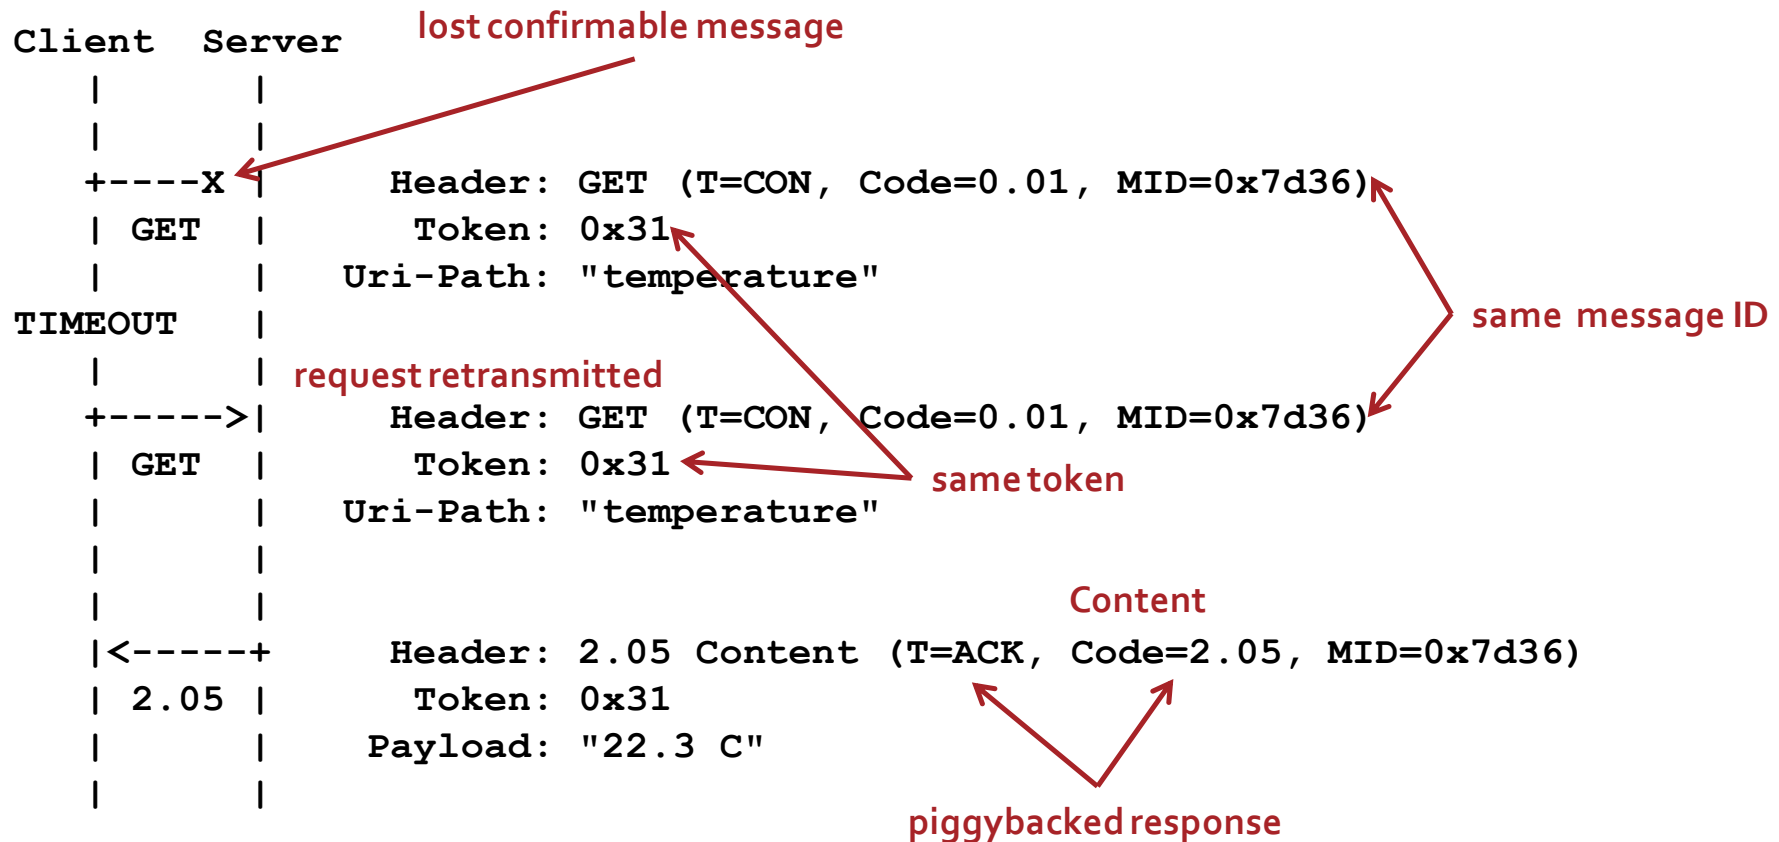 lost confirmable message
Client  Server
   |      |
   |      |
   +----X |     Header: GET (T=CON, Code=0.01, MID=0x7d36)
   | GET  |      Token: 0x31
   |      |   Uri-Path: "temperature"
TIMEOUT   |
same message ID
   |      |
request retransmitted
   +----->|     Header: GET (T=CON, Code=0.01, MID=0x7d36)
   | GET  |      Token: 0x31
same token
   |      |   Uri-Path: "temperature"
   |      |
   |      |
Content
   |<-----+     Header: 2.05 Content (T=ACK, Code=2.05, MID=0x7d36)
   | 2.05 |      Token: 0x31
   |      |    Payload: "22.3 C"
   |      |
piggybacked response